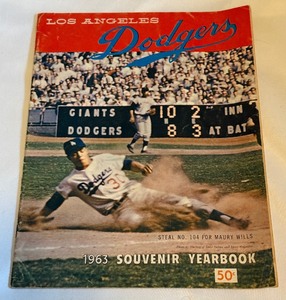 LOS ANGELES
Dodgers
GIANTS 10 2 INN
DODGERS 8 3 AT BAT
Dodgers
STEAL NO. 104 FOR MAURY WILLS
1963 SOUVENIR YEARBOOK
50¢